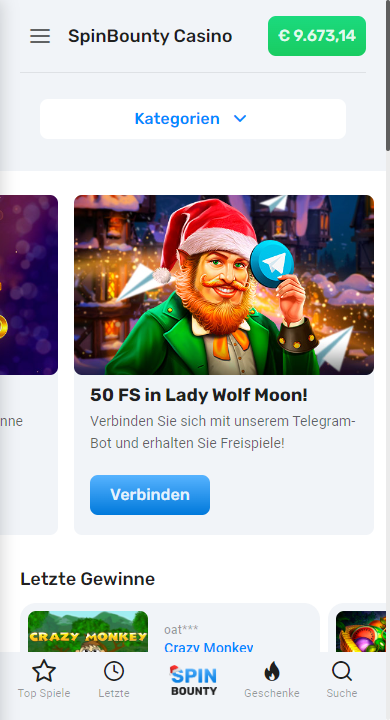 SpinBounty Casino
€ 9.673,14
Kategorien
50 FS in Lady Wolf Moon!
nne
Verbinden Sie sich mit unserem Telegram-
Bot und erhalten Sie Freispiele!
Verbinden
Letzte Gewinne
CRAZY MONKEY
oat***
Crazy Monkey
SPIN
BOUNTY
Top Spiele
Letzte
Geschenke
Suche